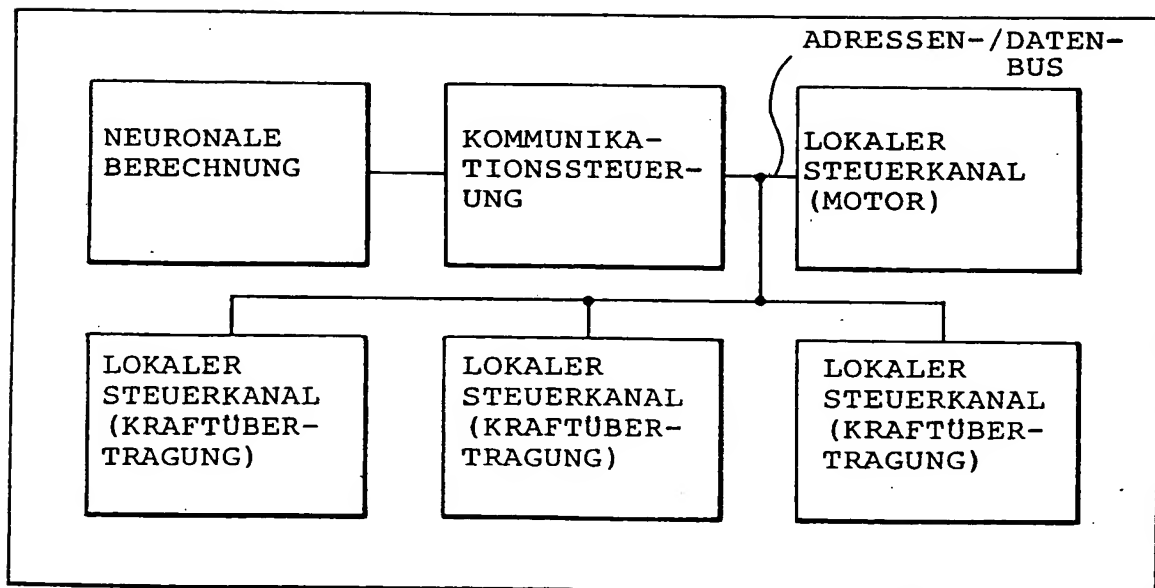 ADRESSEN-/DATEN-
BUS
NEURONALE
BERECHNUNG
KOMMUNIKA-
TIONSSTEUER-
UNG
LOKALER
STEUERKANAL
(MOTOR)
LOKALER
STEUERKANAL
(KRAFTÜBER-
TRAGUNG)
LOKALER
STEUERKANAL
(KRAFTÜBER-
TRAGUNG)
LOKALER
STEUERKANAL
(KRAFTÜBER-
TRAGUNG)